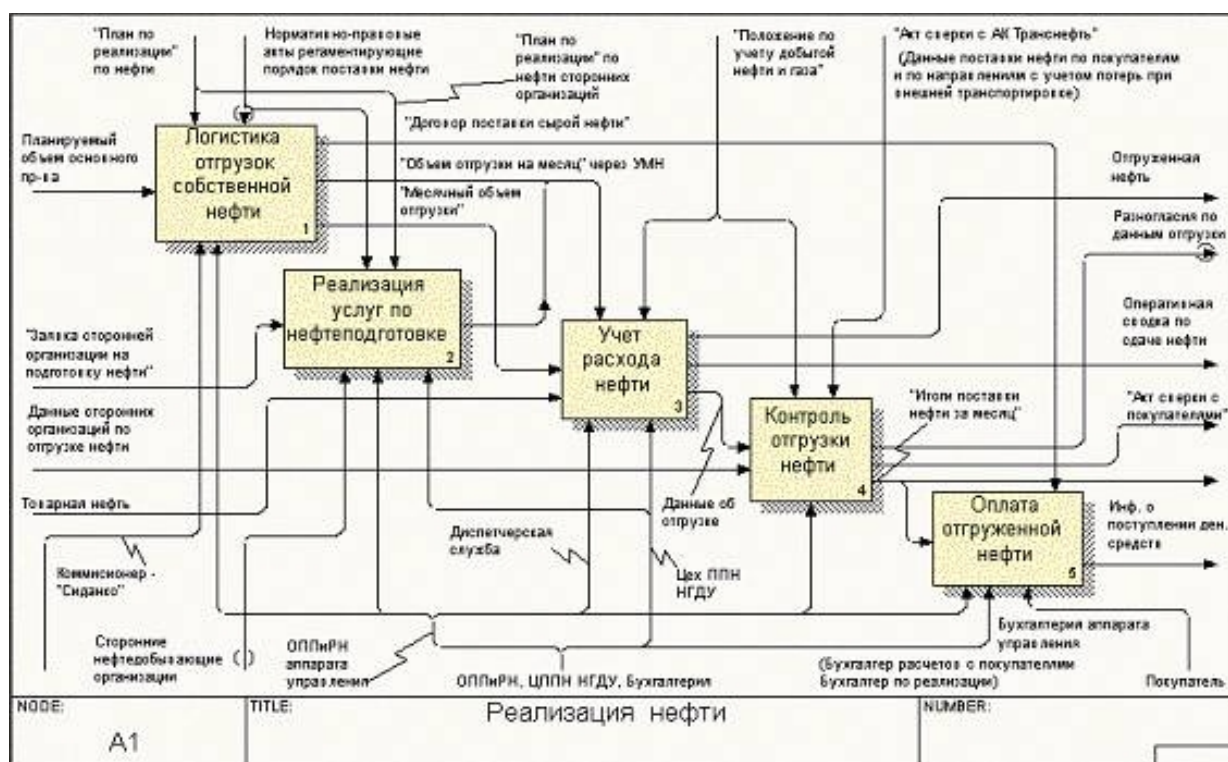 "План по
реализации"
по нефти
Нормативно-правовые
акты регаментирующие
порядок поставки нефти
"План по
реализации" по
нефти сторонних
организаций
"Положение по
учету добытой
нефти и газа"
"Акт сверки с АК Транснефть"
(Данные поставки нефти по покупателям
и по направлениям с учетом потерь при
внешней транспортировке)
Планируемый
объем основного
пр-ва
Логистика
отгрузок
собственной
нефти
1
"Договор поставки сырой нефти"
"Объем отгрузки на месяц" через УМН
"Месячный объем
отгрузки"
Отгруженная
нефть
Разногласия по
данным отгрузки
Реализация
услуг по
нефтеподготовке
2
Учет
расхода
нефти
3
Оперативная
сводка по
сдаче нефти
"Заявка сторонней
организации на
подготовку нефти"
Данные сторонних
организаций по
отгрузке нефти
Контроль
отгрузки
нефти
4
"Итоги поставки
нефти за месяц"
"Акт сверки с
покупателями"
Товарная нефть
Данные об
отгрузке
Оплата
отгруженной
нефти
5
Инф. о
поступлении ден.
средств
Диспетчерская
служба
Коммисионер -
"Сиданко"
Цех ППН
НГДУ
Сторонние
нефтедобывающие
организации
ОППиРН
аппарата
управления
ОППиРН, ЦППН НГДУ, Бухгалтерия
Бухгалтерия аппарата
управления
(Бухгалтер расчетов с покупателями
Бухгалтер по реализации)
Покупатель
NODE:
A1
TITLE:
Реализация нефти
NUMBER: